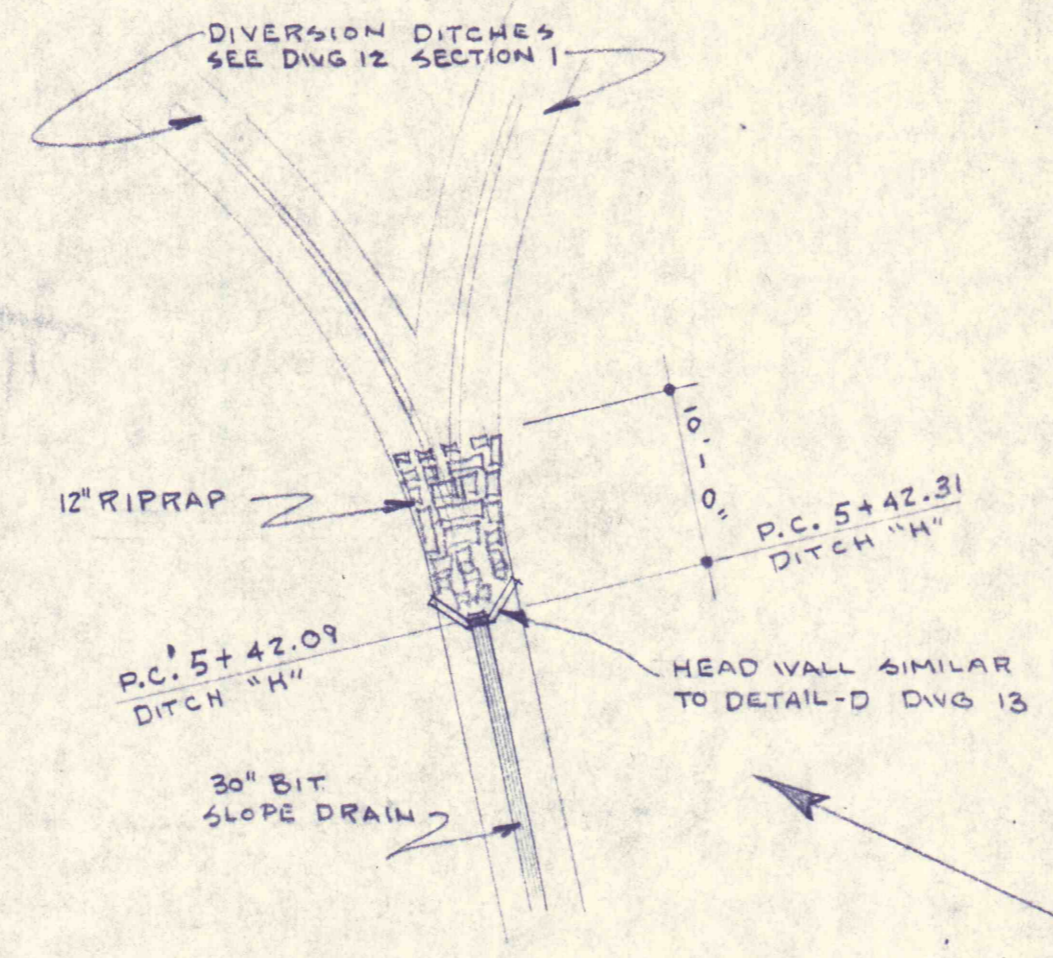 DIVERSION DITCHES
SEE DWG 12 SECTION 1
12" RIPRAP
10'-0"
P.C. 5+42.31
DITCH "H"
P.C. 5+42.09
DITCH "H"
HEAD WALL SIMILAR
TO DETAIL-D DWG 13
30" BIT.
SLOPE DRAIN